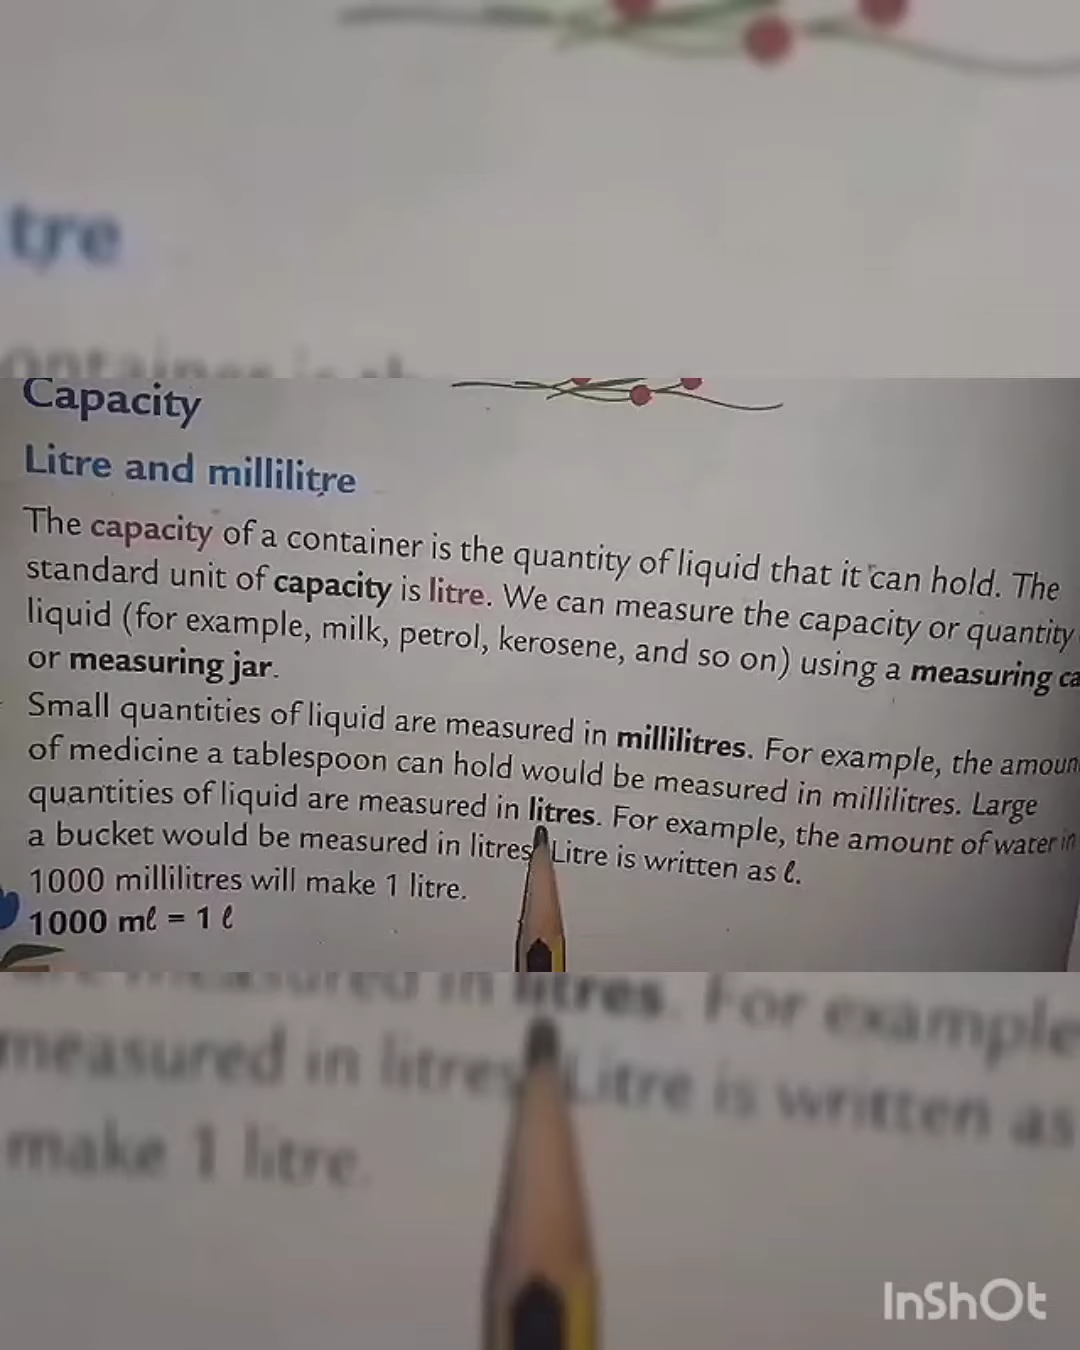 tre
Capacity
Litre and millilitre
The capacity of a container is the quantity of liquid that it can hold. The
standard unit of capacity is litre. We can measure the capacity or quantity
liquid (for example, milk, petrol, kerosene, and so on) using a measuring ca
or measuring jar.
Small quantities of liquid are measured in millilitres. For example, the amoun
of medicine a tablespoon can hold would be measured in millilitres. Large
quantities of liquid are measured in litres. For example, the amount of water in
a bucket would be measured in litres. Litre is written as ℓ.
1000 millilitres will make 1 litre.
1000 mℓ = 1 ℓ
measured in litres. For example
measured in litres Litre is written as
make 1 litre.
InShOt